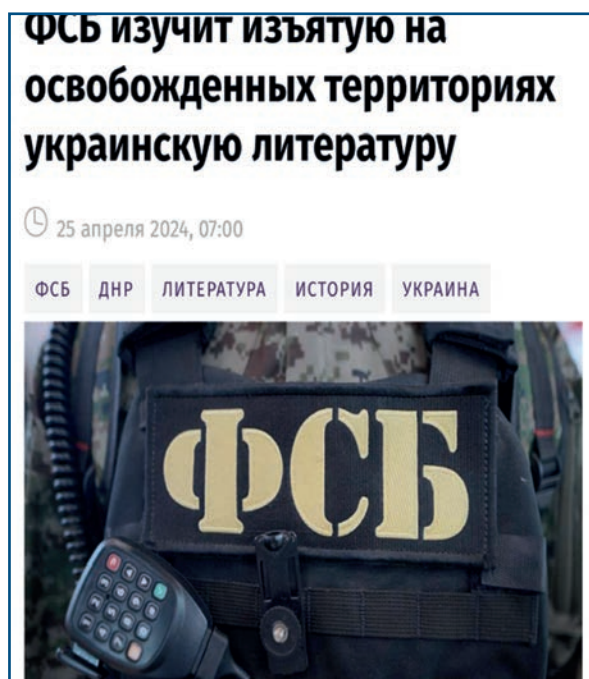 ФСБ изучит изъятую на
освобожденных территориях
украинскую литературу
25 апреля 2024, 07:00
ФСБ ДНР ЛИТЕРАТУРА ИСТОРИЯ УКРАИНА
ФСБ